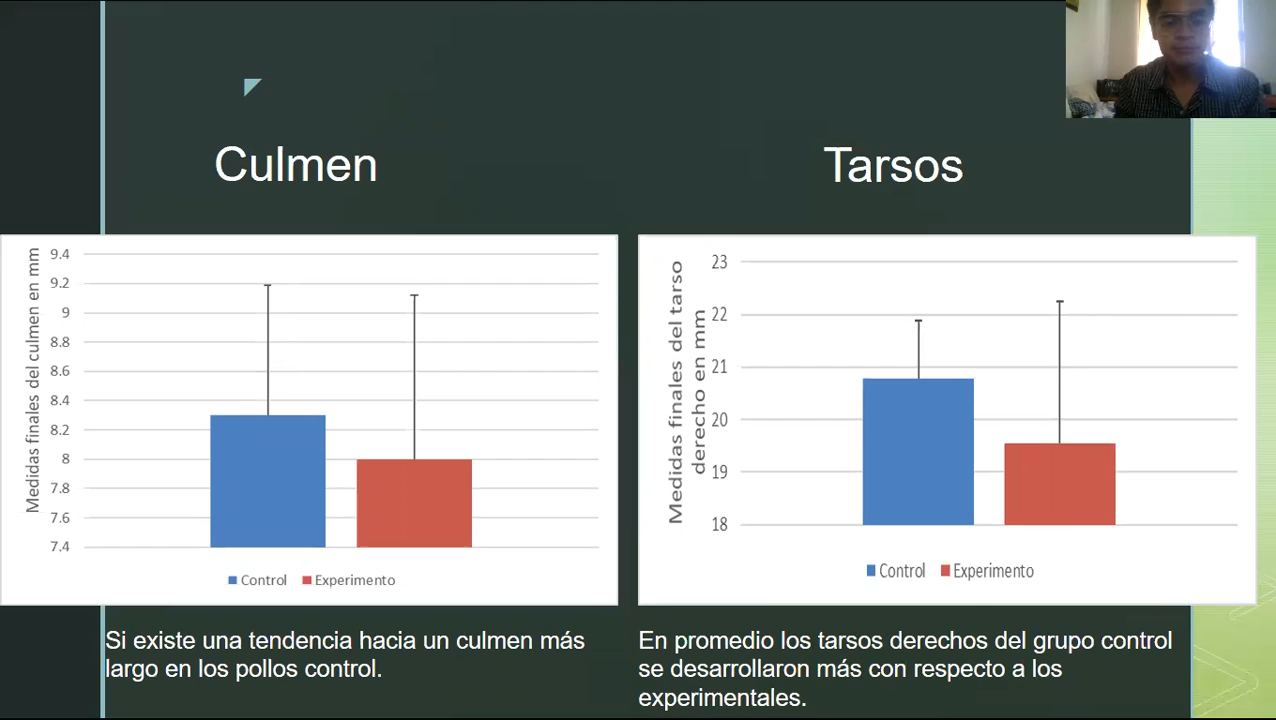 Culmen
Tarsos
Medidas finales del culmen en mm
9.4
9.2
9
8.8
8.6
8.4
8.2
8
7.8
7.6
7.4
Control
Experimento
Medidas finales del tarso
derecho en mm
23
22
21
20
19
18
Control
Experimento
Si existe una tendencia hacia un culmen más
largo en los pollos control.
En promedio los tarsos derechos del grupo control
se desarrollaron más con respecto a los
experimentales.